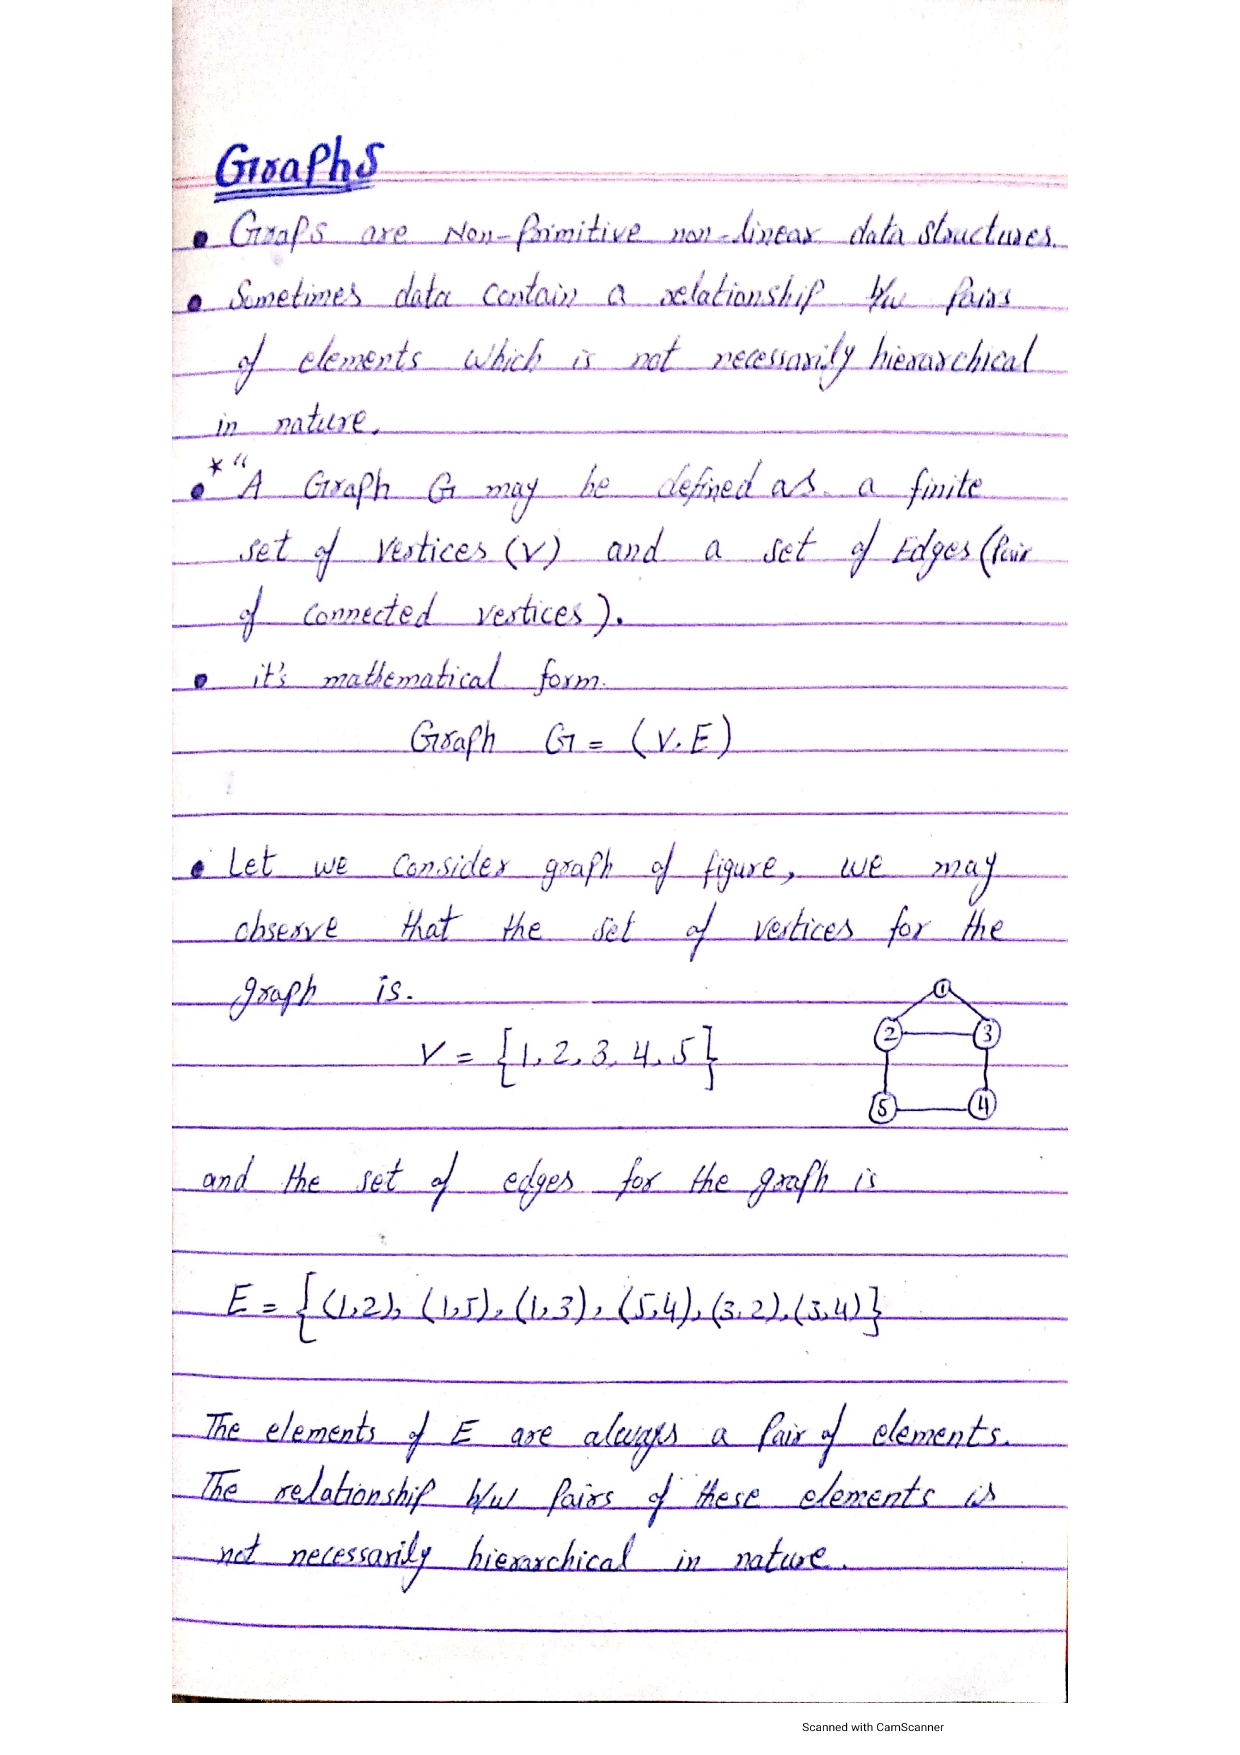 Graphs
• Graps are Non-Primitive non-linear data structures.
• Sometimes data contain a relationship b/w Pairs
of elements which is not necessarily hierarchical
in nature.
•* "A Graph G may be defined as a finite
set of vertices (V) and a set of Edges (Pair
of connected vertices).
• it's mathematical form.
Graph G = (V, E)
• Let we consider graph of figure, we may
observe that the set of vertices for the
graph is.
1
2 3
V = {1, 2, 3, 4, 5}
5 4
and the set of edges for the graph is
E = {(1,2), (1,5), (1,3), (5,4), (3,2), (3,4)}
The elements of E are always a Pair of elements.
The relationship b/w Pairs of these elements is
not necessarily hierarchical in nature.
Scanned with CamScanner